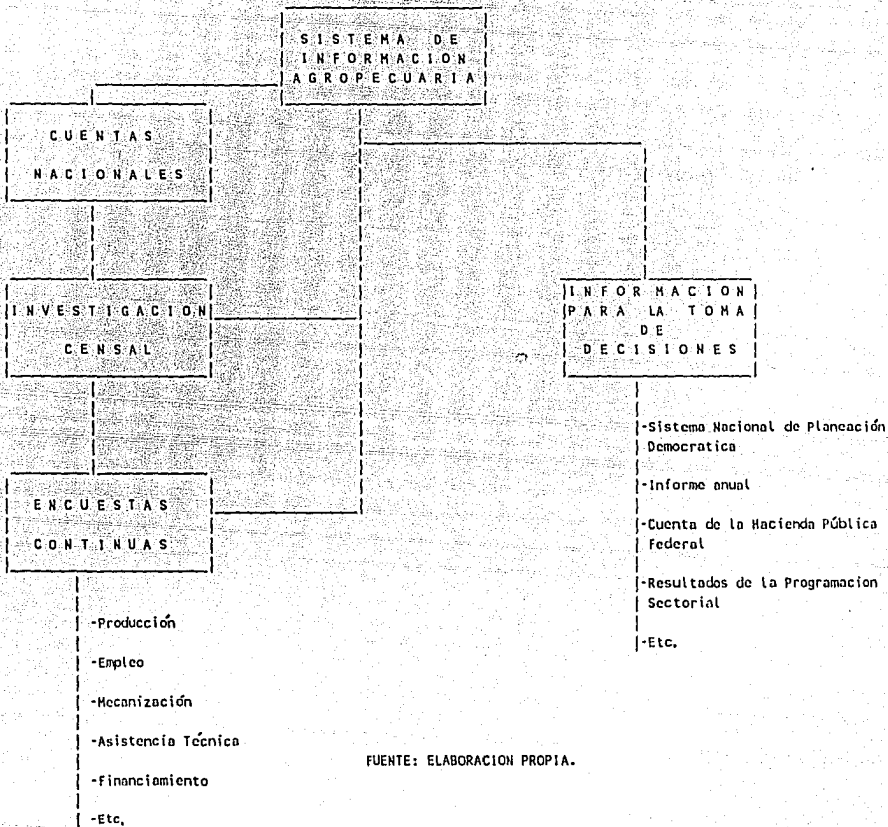 SISTEMA DE
INFORMACION
AGROPECUARIA
CUENTAS
NACIONALES
INVESTIGACION
CENSAL
INFORMACION
PARA LA TOMA
DE
DECISIONES
-Sistema Nacional de Planeación
Democratica
-Informe anual
-Cuenta de la Hacienda Pública
Federal
-Resultados de la Programacion
Sectorial
-Etc.
ENCUESTAS
CONTINUAS
-Producción
-Empleo
-Mecanización
-Asistencia Técnica
-Financiamiento
-Etc.
FUENTE: ELABORACION PROPIA.